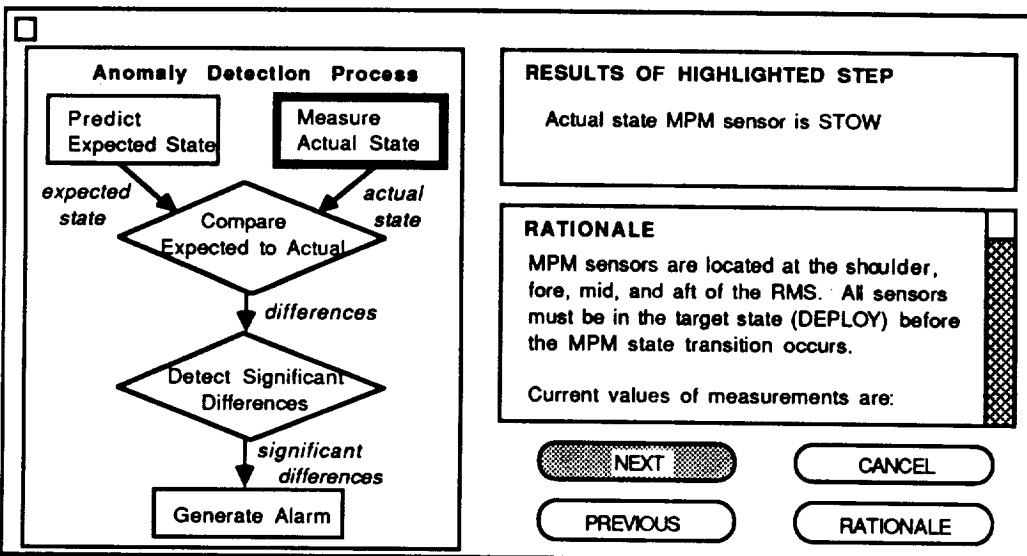 Anomaly Detection Process
Predict
Expected State
Measure
Actual State
expected
state
actual
state
Compare
Expected to Actual
differences
Detect Significant
Differences
significant
differences
Generate Alarm
RESULTS OF HIGHLIGHTED STEP
Actual state MPM sensor is STOW
RATIONALE
MPM sensors are located at the shoulder,
fore, mid, and aft of the RMS. All sensors
must be in the target state (DEPLOY) before
the MPM state transition occurs.
Current values of measurements are:
NEXT
CANCEL
PREVIOUS
RATIONALE